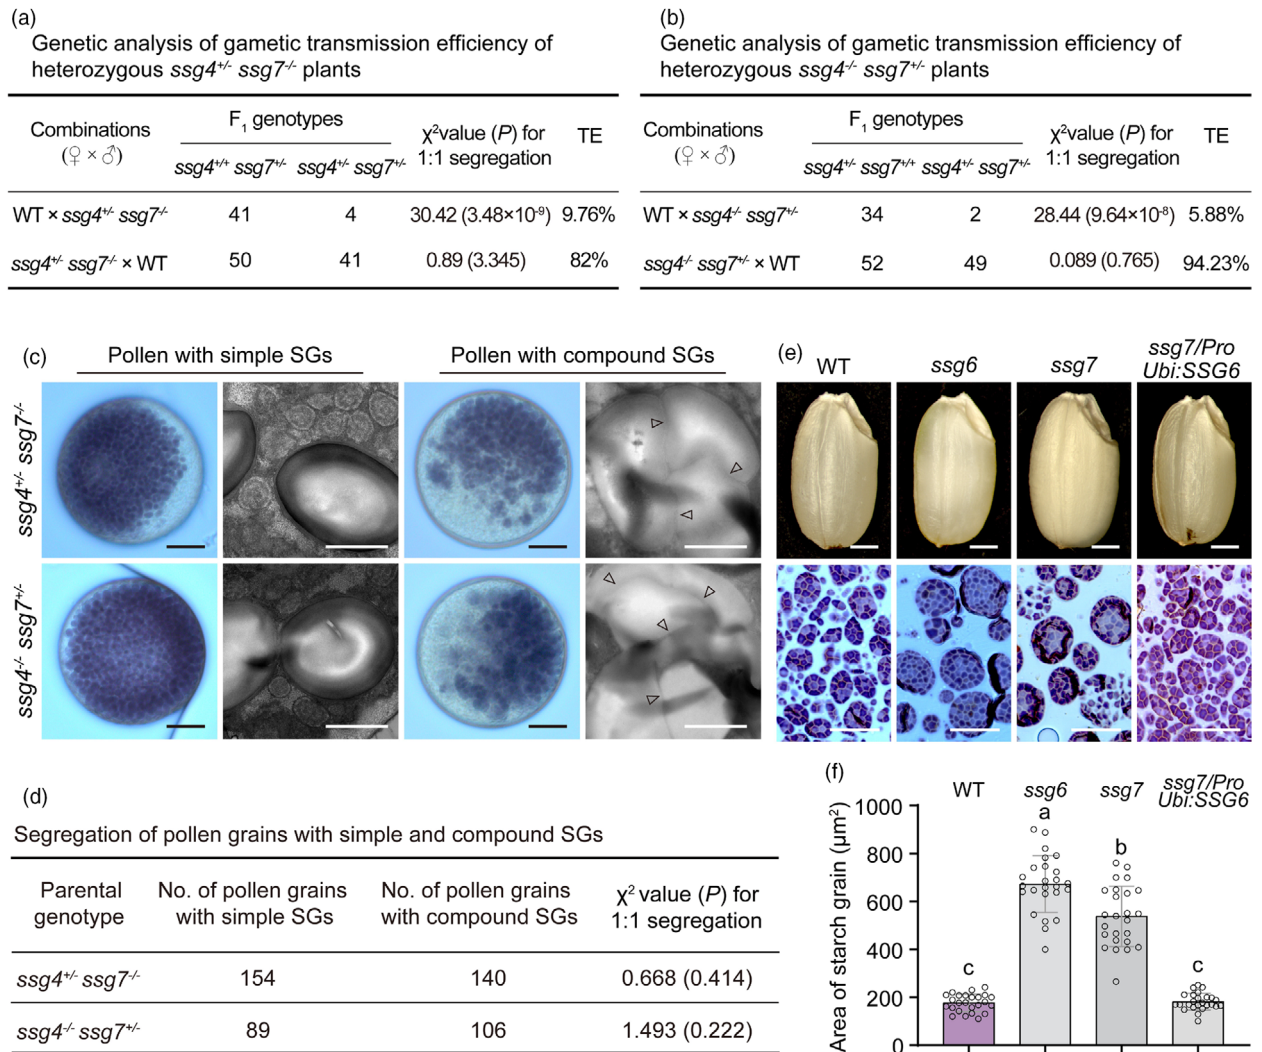 (a)
Genetic analysis of gametic transmission efficiency of
heterozygous ssg4+/- ssg7-/- plants
Combinations
(♀ × ♂)
F1 genotypes
ssg4+/+ ssg7+/-
ssg4+/- ssg7+/-
χ2value (P) for
1:1 segregation
TE
WT × ssg4+/- ssg7-/- 41 4 30.42 (3.48×10-9) 9.76%
ssg4+/- ssg7-/- × WT 50 41 0.89 (3.345) 82%
(b)
Genetic analysis of gametic transmission efficiency of
heterozygous ssg4-/- ssg7+/- plants
Combinations
(♀ × ♂)
F1 genotypes
ssg4+/- ssg7+/+
ssg4+/- ssg7+/-
χ2value (P) for
1:1 segregation
TE
WT × ssg4-/- ssg7+/- 34 2 28.44 (9.64×10-8) 5.88%
ssg4-/- ssg7+/- × WT 52 49 0.089 (0.765) 94.23%
(c)
Pollen with simple SGs
Pollen with compound SGs
ssg4+/- ssg7-/-
ssg4-/- ssg7+/-
(e)
WT
ssg6
ssg7
ssg7/Pro
Ubi:SSG6
(d)
Segregation of pollen grains with simple and compound SGs
Parental
genotype
No. of pollen grains
with simple SGs
No. of pollen grains
with compound SGs
χ2 value (P) for
1:1 segregation
ssg4+/- ssg7-/- 154 140 0.668 (0.414)
ssg4-/- ssg7+/- 89 106 1.493 (0.222)
(f)
WT
ssg6
ssg7
ssg7/Pro
Ubi:SSG6
Area of starch grain (µm2)
1000
800
600
400
200
0
c
a
b
c